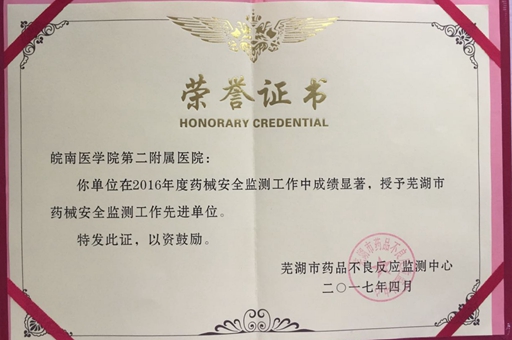 荣誉证书
HONORARY CREDENTIAL
皖南医学院第二附属医院：
你单位在2016年度药械安全监测工作中成绩显著，授予芜湖市
药械安全监测工作先进单位。
特发此证，以资鼓励。
芜湖市药品不良反应监测中心
二〇一七年四月